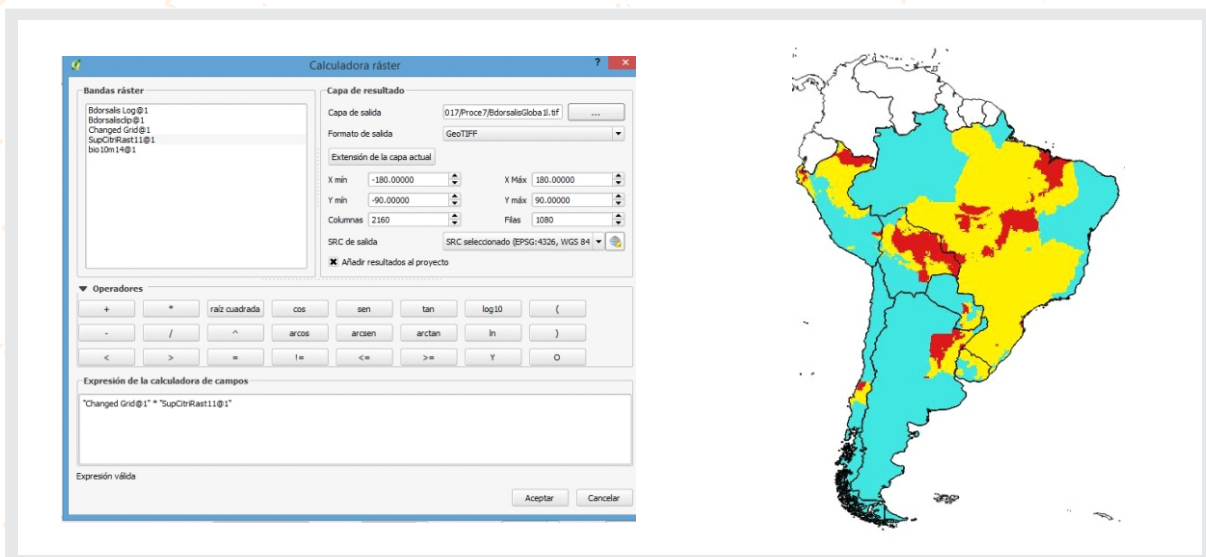 Calculadora ráster
? ×
Bandas ráster
Bdorsalis Log@1
Bdorsalisclip@1
Changed Grid@1
SupCitriRast11@1
bio10m14@1
Capa de resultado
Capa de salida 017/Proce7/BdorsalisGloba1l.tif ...
Formato de salida GeoTIFF
Extensión de la capa actual
X mín -180.00000 X Máx 180.00000
Y mín -90.00000 Y máx 90.00000
Columnas 2160 Filas 1080
SRC de salida SRC seleccionado (EPSG:4326, WGS 84
Añadir resultados al proyecto
Operadores
+ * raíz cuadrada cos sen tan log10 (
- / ^ arcos arcsen arctan ln )
< > = != <= >= Y O
Expresión de la calculadora de campos
"Changed Grid@1" * "SupCitriRast11@1"
Expresión válida
Aceptar Cancelar